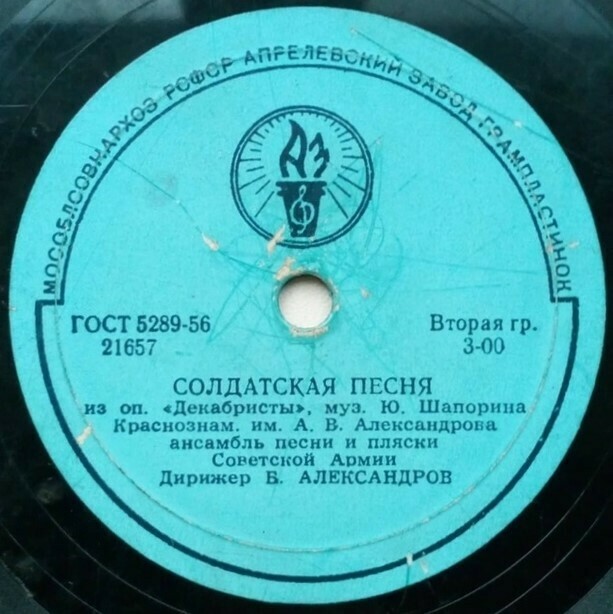 МОСОБЛСОВНАРХОЗ РСФСР АПРЕЛЕВСКИЙ ЗАВОД ГРАМПЛАСТИНОК
АЗ
ГОСТ 5289-56
21657
Вторая гр.
3-00
СОЛДАТСКАЯ ПЕСНЯ
из оп. «Декабристы», муз. Ю. Шапорина
Краснознам. им. А. В. Александрова
ансамбль песни и пляски
Советской Армии
Дирижер Б. АЛЕКСАНДРОВ